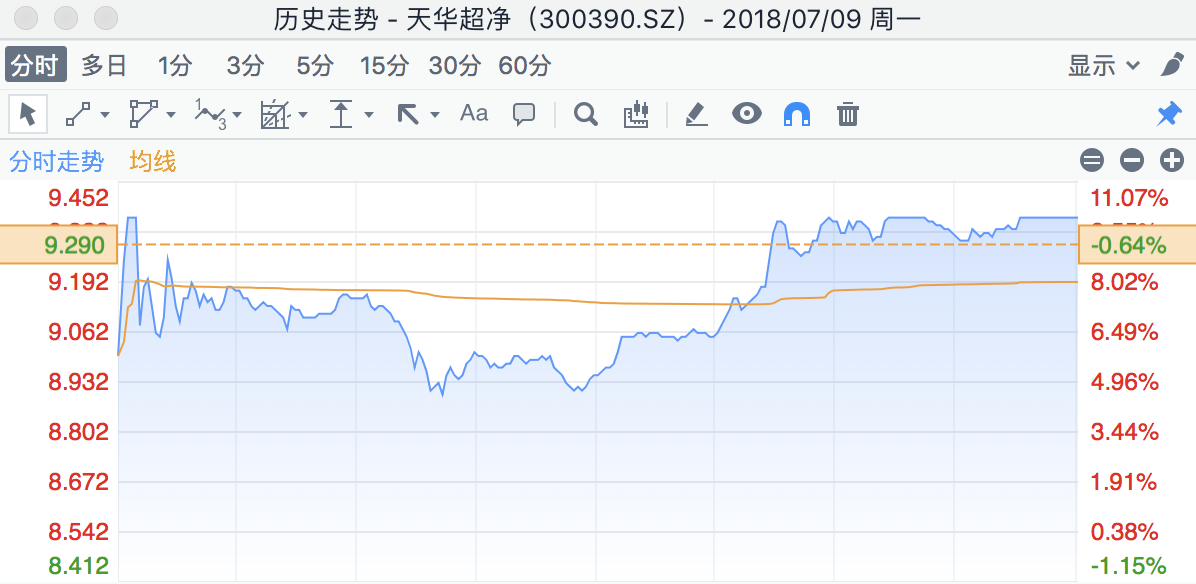 历史走势 - 天华超净（300390.SZ）- 2018/07/09 周一
分时 多日 1分 3分 5分 15分 30分 60分 显示
1 3 Aa
分时走势 均线
9.452 11.07%
9.290 -0.64%
9.192 8.02%
9.062 6.49%
8.932 4.96%
8.802 3.44%
8.672 1.91%
8.542 0.38%
8.412 -1.15%